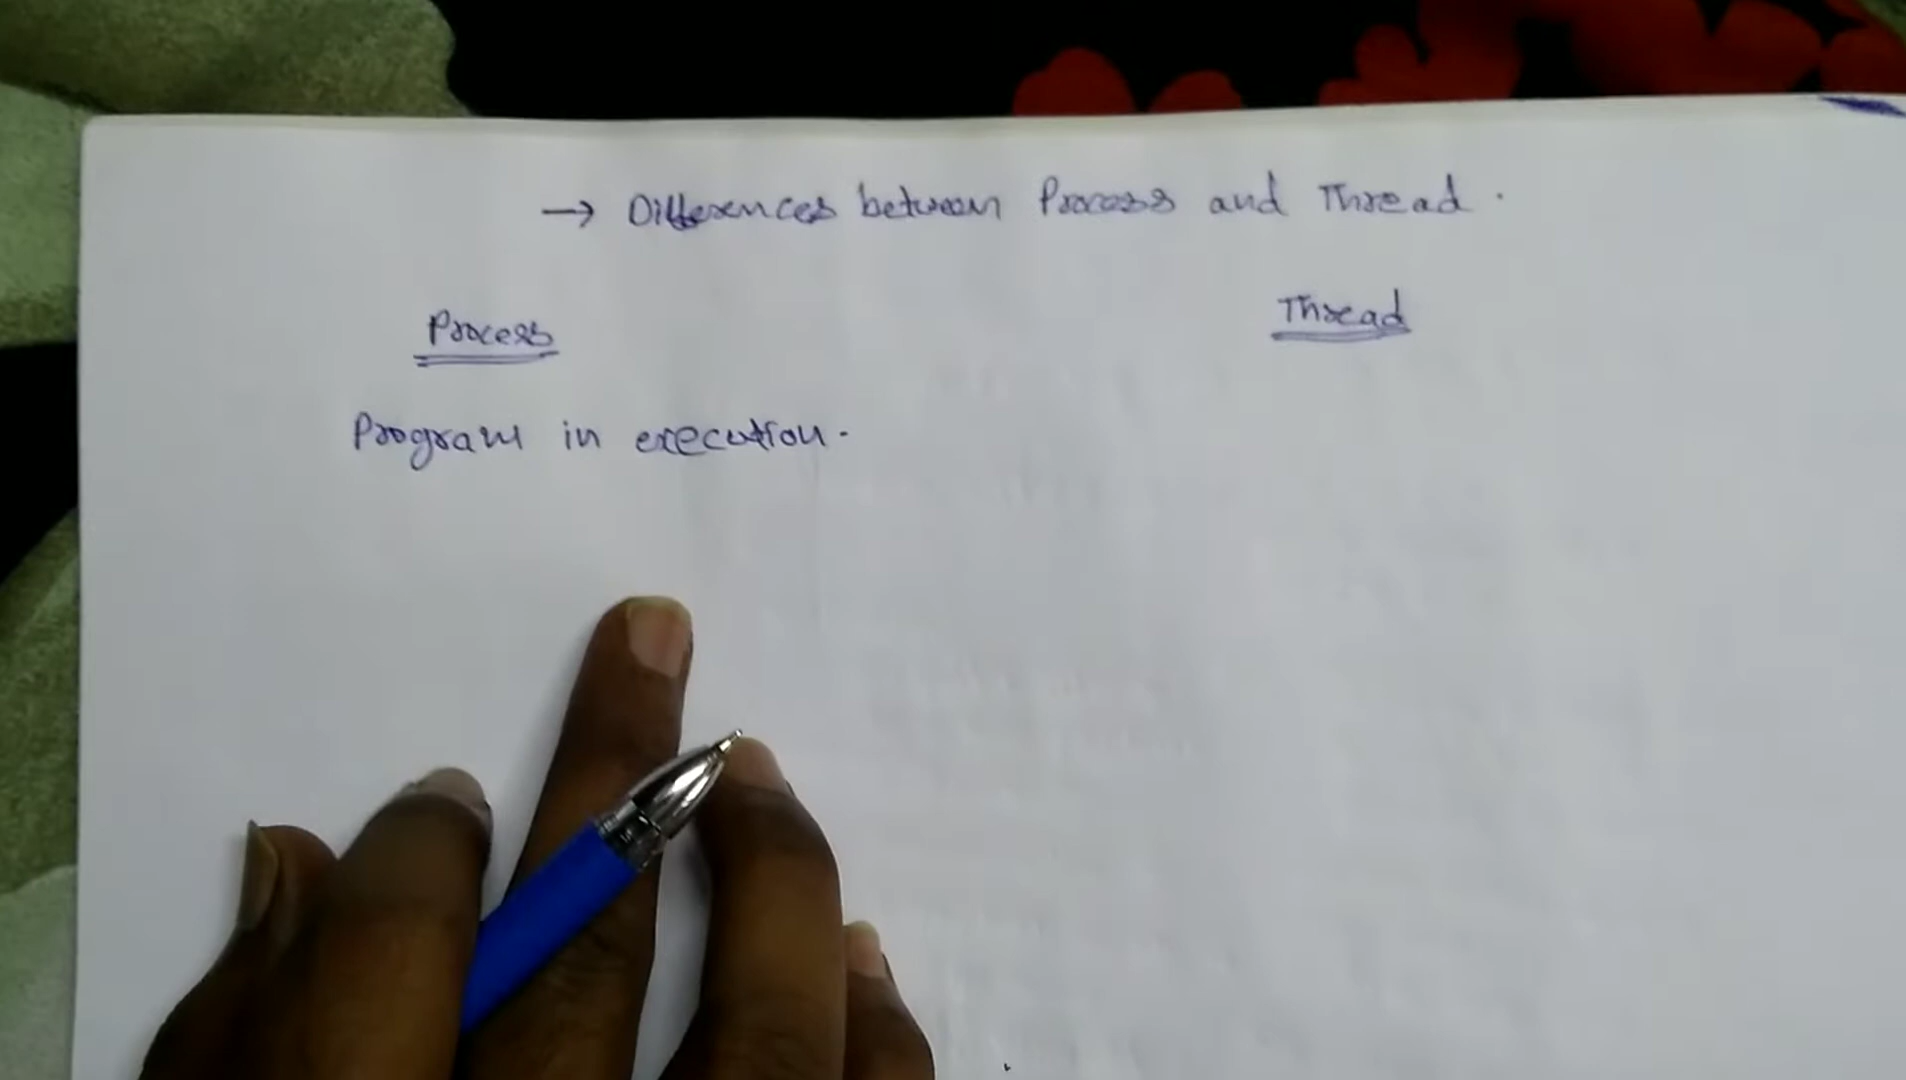 → Differences between Process and Thread.
Process
Thread
Program in execution.